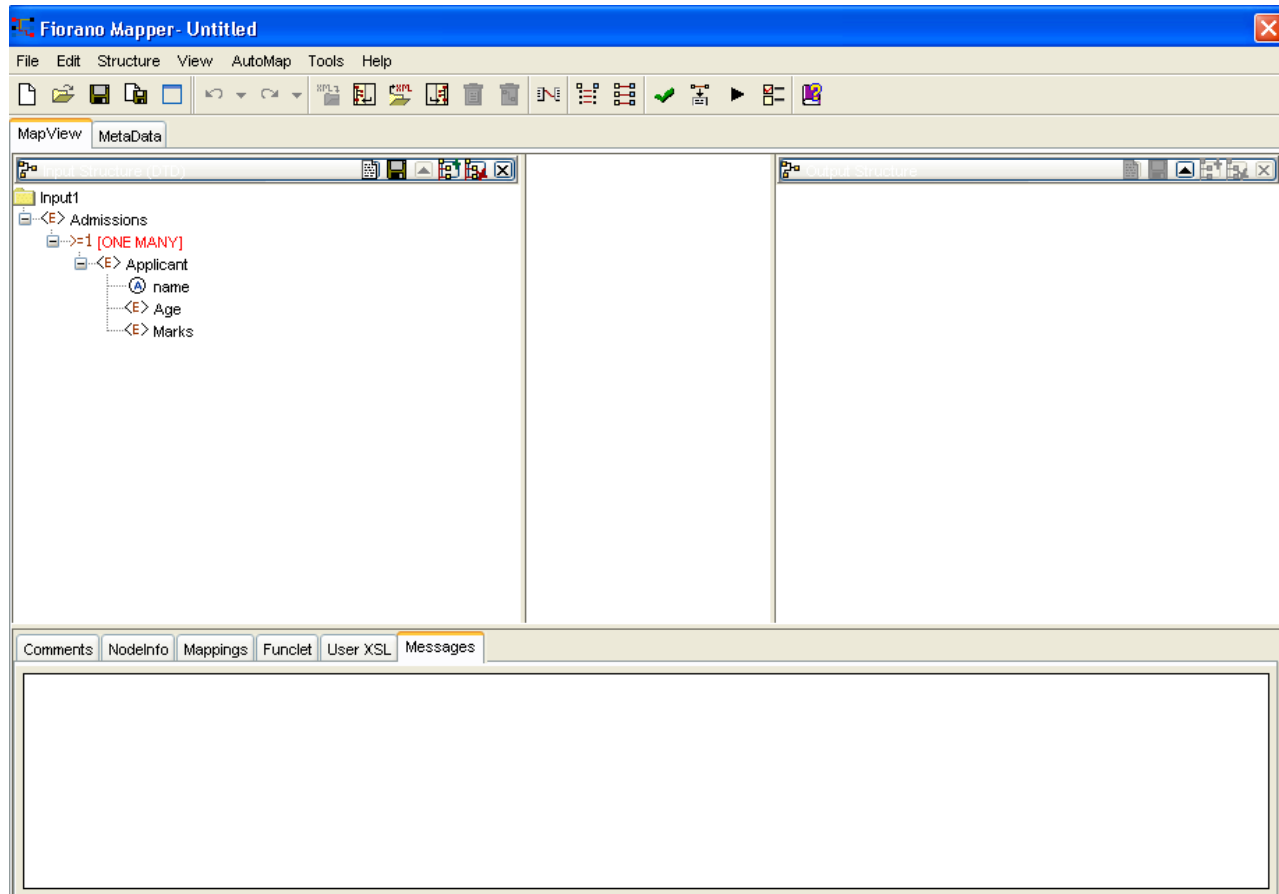 Fiorano Mapper- Untitled
File Edit Structure View AutoMap Tools Help
MapView MetaData
Input Structure (DTD)
Output Structure
Input1
<E> Admissions
>=1 [ONE MANY]
<E> Applicant
A name
<E> Age
<E> Marks
Comments NodeInfo Mappings Funclet User XSL Messages